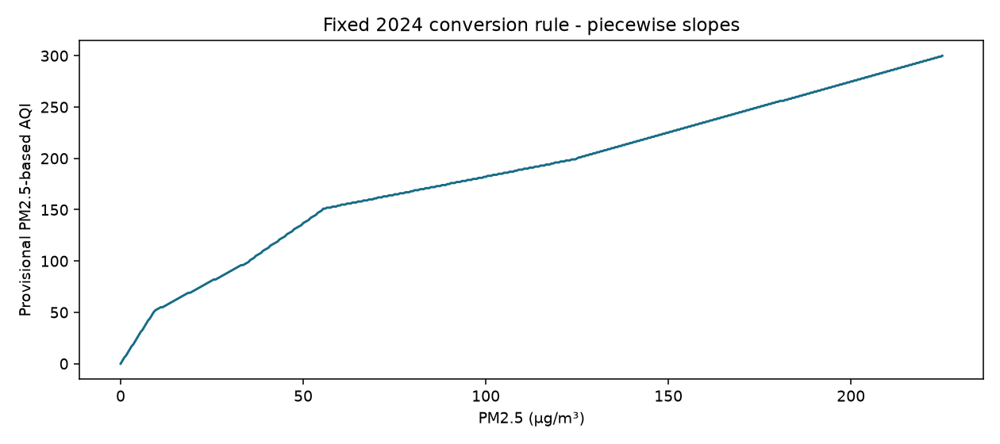 Fixed 2024 conversion rule - piecewise slopes
Provisional PM2.5-based AQI
300
250
200
150
100
50
0
0 50 100 150 200
PM2.5 (µg/m³)